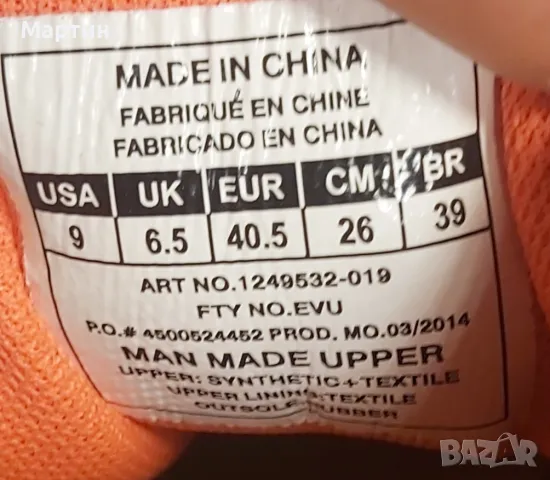 Мартин
MADE IN CHINA
FABRIQUÉ EN CHINE
FABRICADO EN CHINA
USA UK EUR CM BR
9 6.5 40.5 26 39
ART NO.1249532-019
FTY NO.EVU
P.O.# 4500524452 PROD. MO.03/2014
MAN MADE UPPER
UPPER: SYNTHETIC+TEXTILE
UPPER LINING:TEXTILE
OUTSOLE:RUBBER
BAZAR